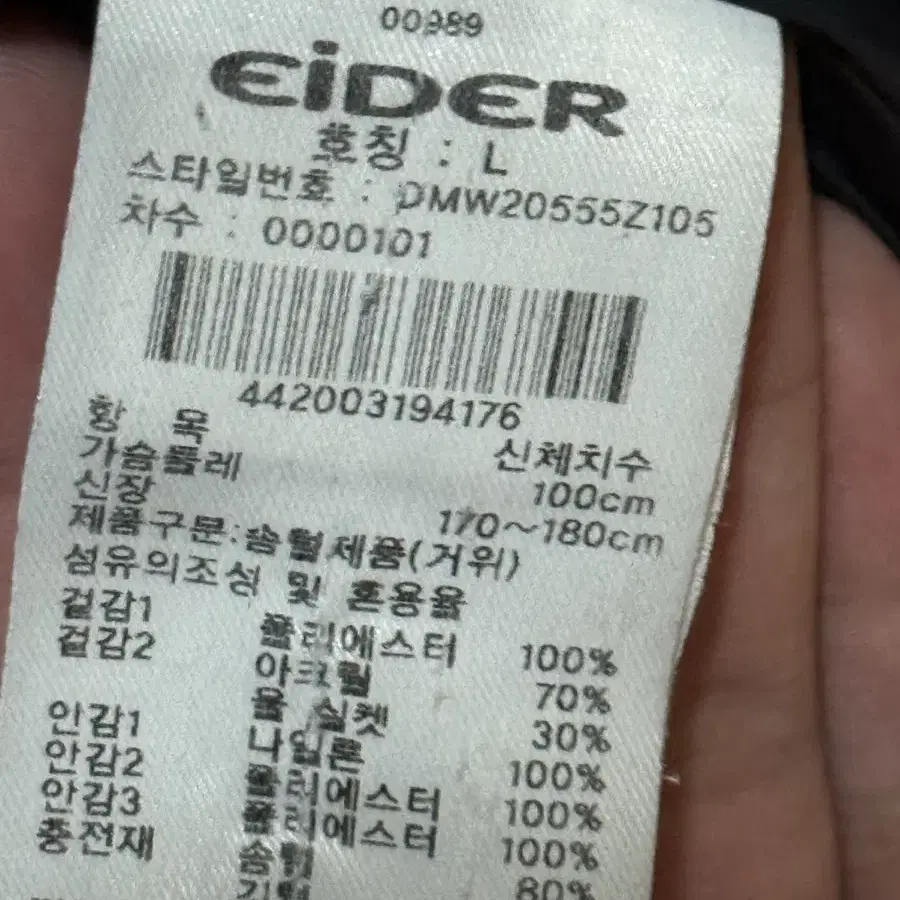 00989
EiDER
호칭 : L
스타일번호 : DMW20555Z105
차수 : 0000101
442003194176
항 목 신체치수
가슴둘레 100cm
신장 170~180cm
제품구분:솜털제품(거위)
섬유의조성 및 혼용율
겉감1 폴리에스터 100%
겉감2 아크릴 70%
울 실켓 30%
안감1 나일론 100%
안감2 폴리에스터 100%
안감3 폴리에스터 100%
충전재 솜털 80%
깃털